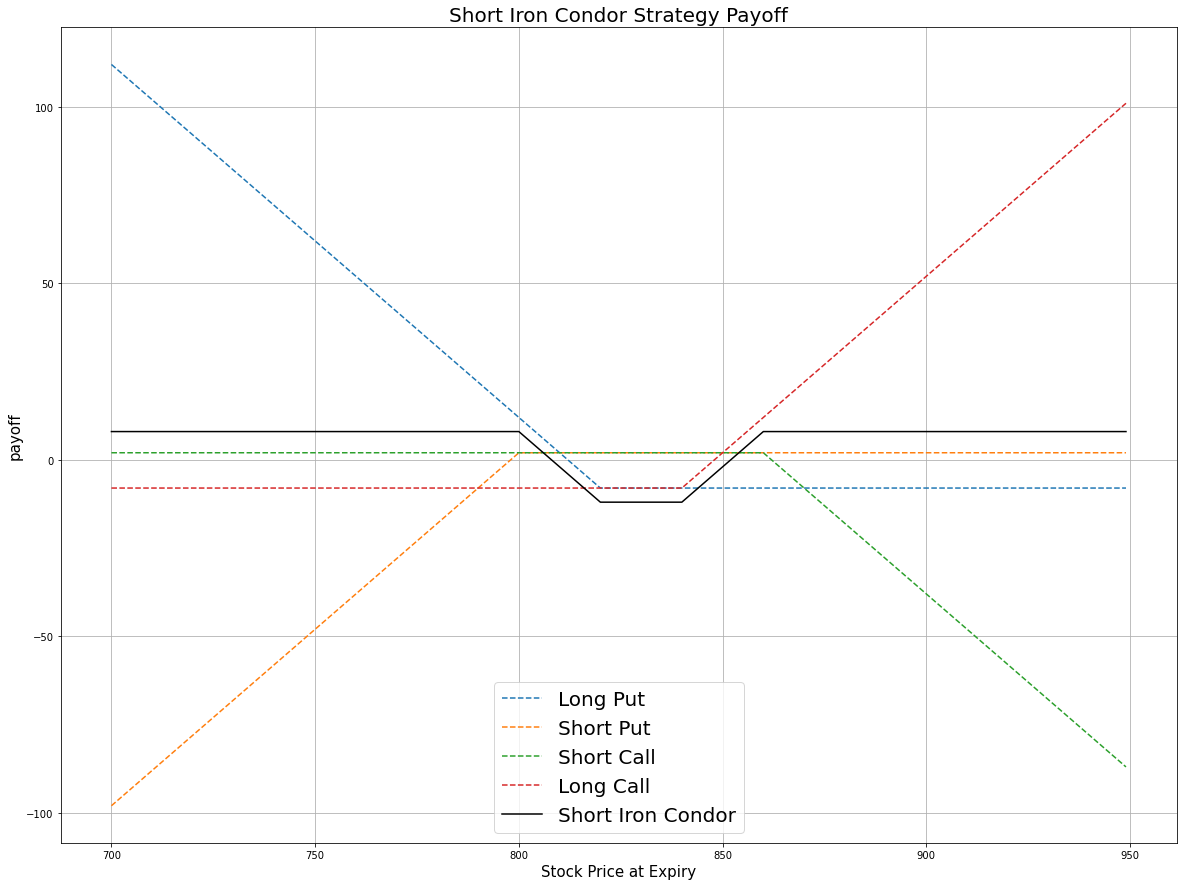 Short Iron Condor Strategy Payoff
payoff
100
50
0
−50
−100
Long Put
Short Put
Short Call
Long Call
Short Iron Condor
700
750
800
850
900
950
Stock Price at Expiry